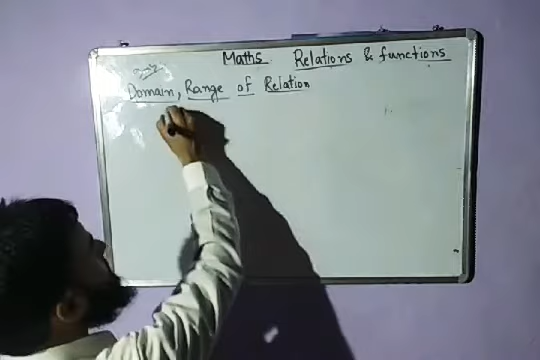 Maths Relations & functions
Domain, Range of Relation